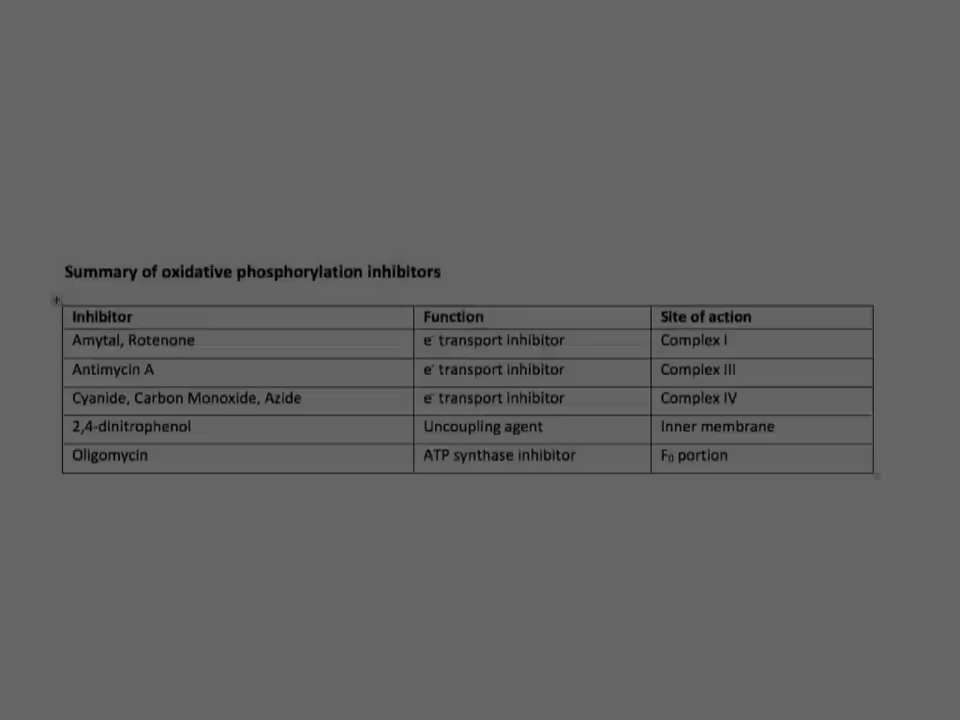 Summary of oxidative phosphorylation inhibitors
Inhibitor Function Site of action
Amytal, Rotenone e⁻ transport inhibitor Complex I
Antimycin A e⁻ transport inhibitor Complex III
Cyanide, Carbon Monoxide, Azide e⁻ transport inhibitor Complex IV
2,4-dinitrophenol Uncoupling agent Inner membrane
Oligomycin ATP synthase inhibitor F₀ portion